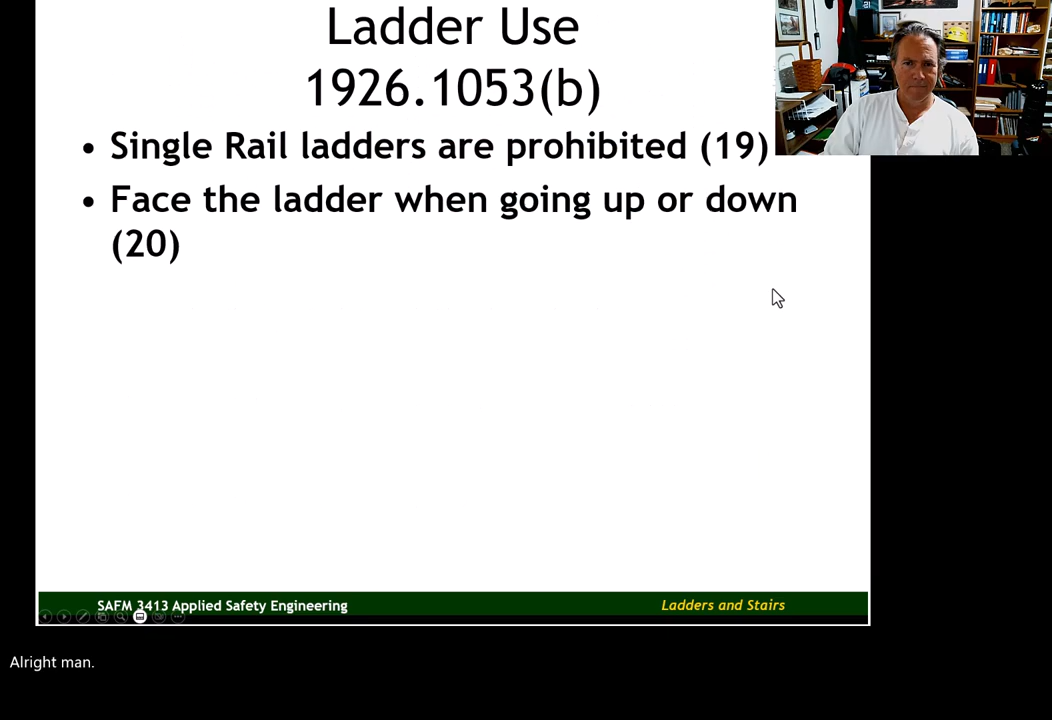 Ladder Use
1926.1053(b)
• Single Rail ladders are prohibited (19)
• Face the ladder when going up or down
(20)
SAFM 3413 Applied Safety Engineering
Ladders and Stairs
Alright man.